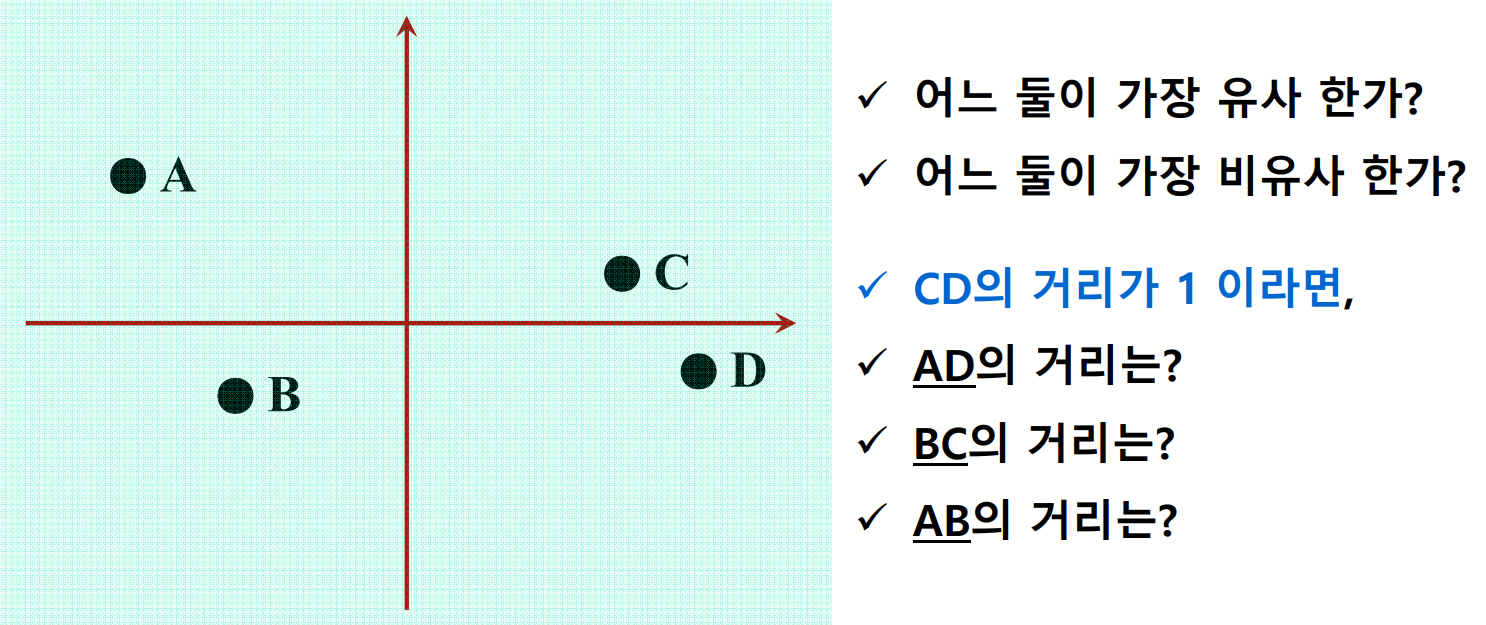 A
B
C
D
✓ 어느 둘이 가장 유사 한가?
✓ 어느 둘이 가장 비유사 한가?
✓ CD의 거리가 1 이라면,
✓ AD의 거리는?
✓ BC의 거리는?
✓ AB의 거리는?